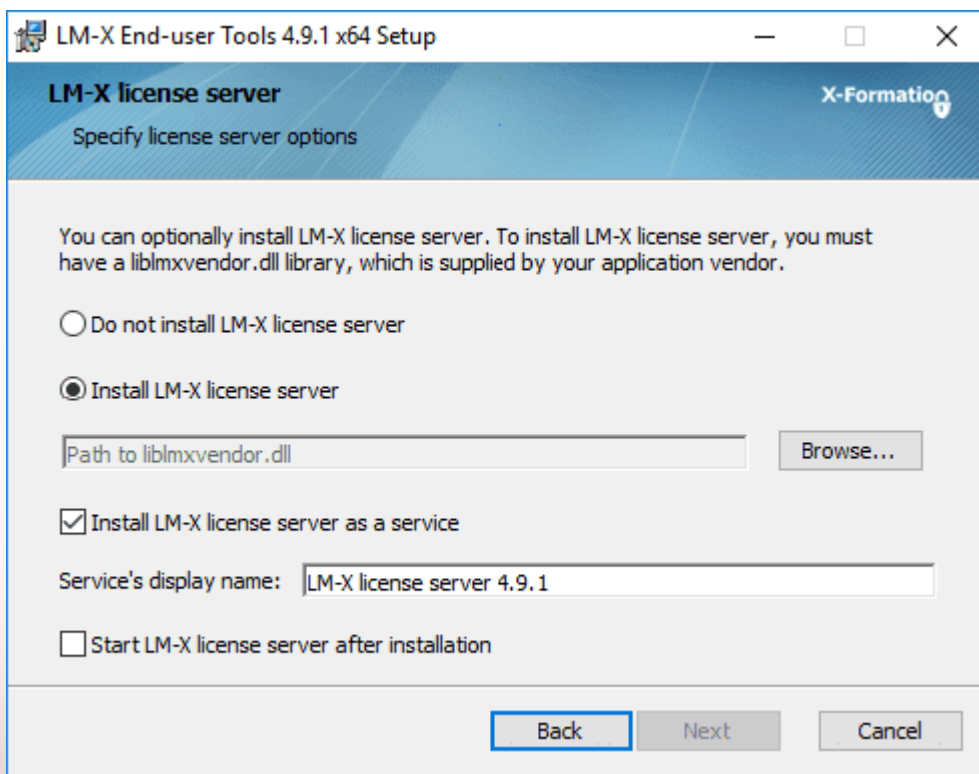 LM-X End-user Tools 4.9.1 x64 Setup
LM-X license server
X-Formation
Specify license server options
You can optionally install LM-X license server. To install LM-X license server, you must
have a liblmxvendor.dll library, which is supplied by your application vendor.
Do not install LM-X license server
Install LM-X license server
Path to liblmxvendor.dll
Browse...
Install LM-X license server as a service
Service's display name: LM-X license server 4.9.1
Start LM-X license server after installation
Back Next Cancel